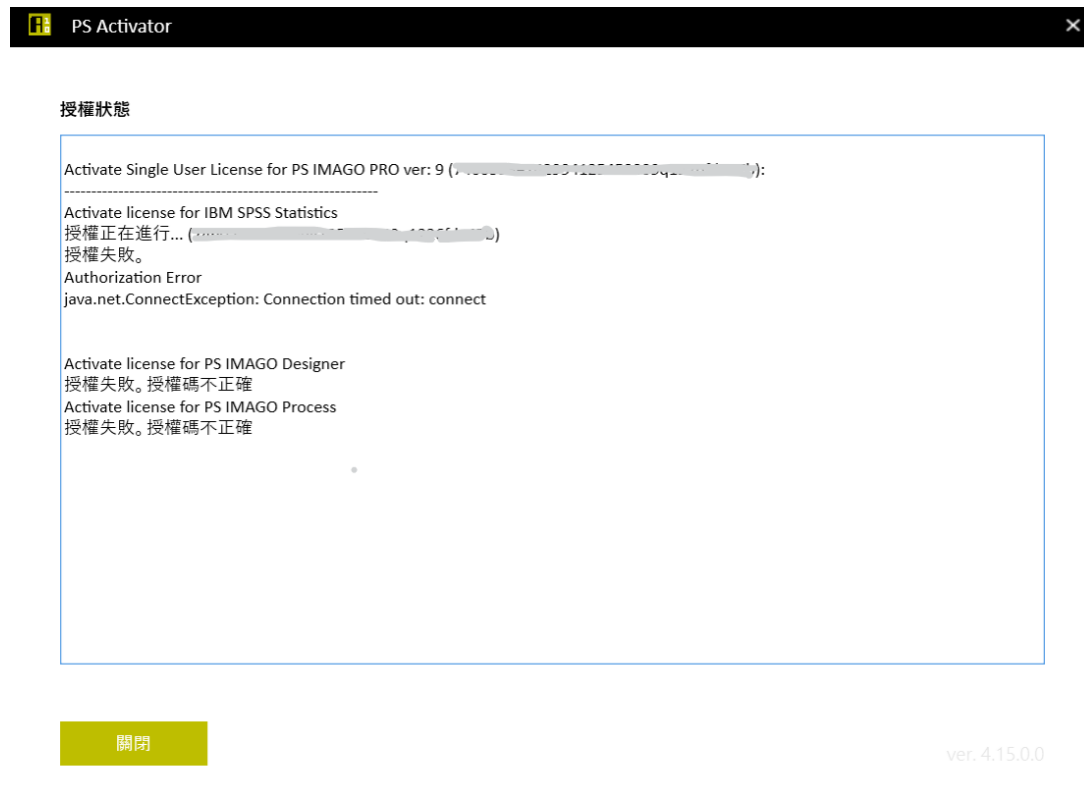 PS Activator
授權狀態
Activate Single User License for PS IMAGO PRO ver: 9 (
):
------------------------------------------------------------
Activate license for IBM SPSS Statistics
授權正在進行... (
)
授權失敗。
Authorization Error
java.net.ConnectException: Connection timed out: connect
Activate license for PS IMAGO Designer
授權失敗。授權碼不正確
Activate license for PS IMAGO Process
授權失敗。授權碼不正確
關閉
ver. 4.15.0.0